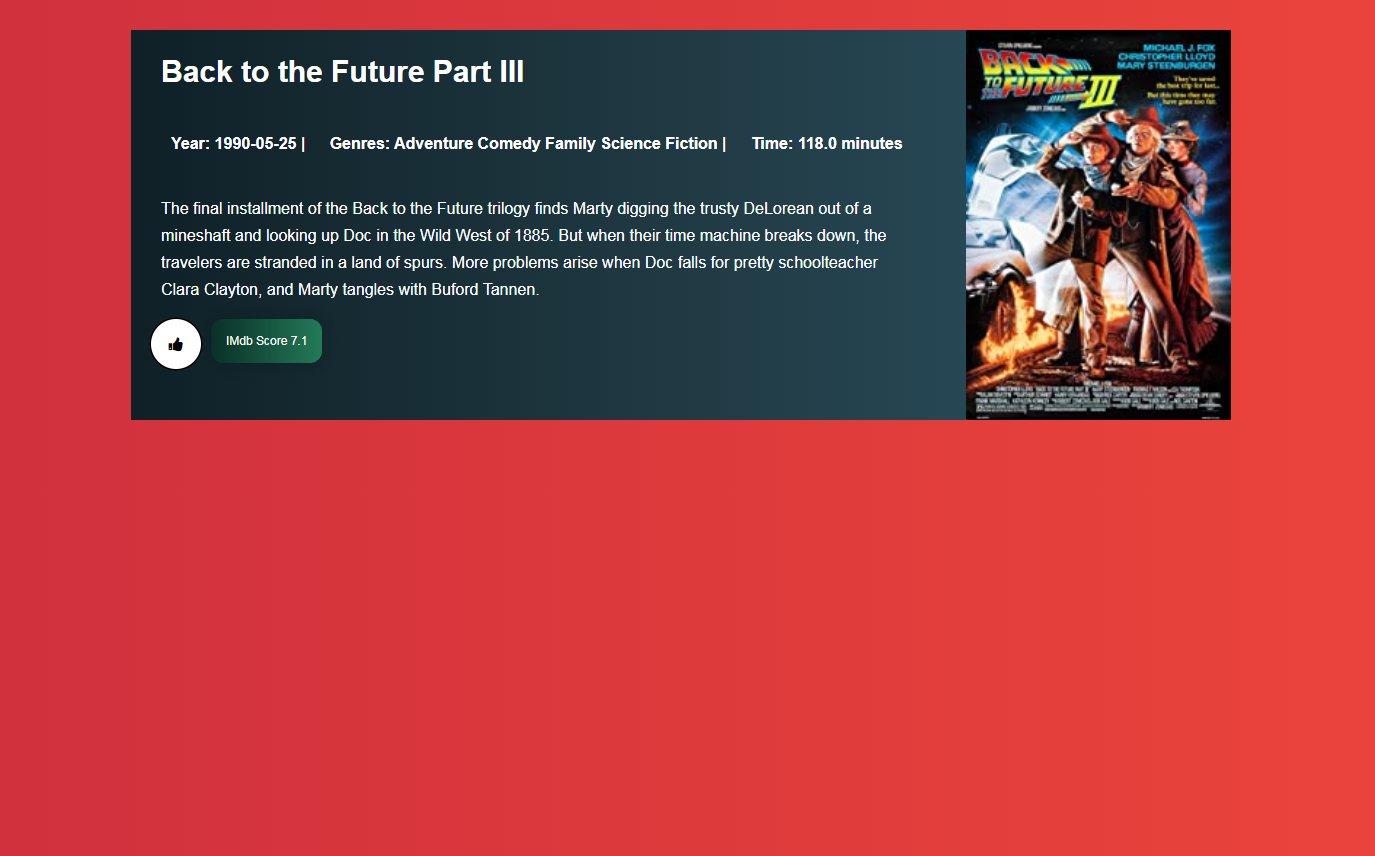 Back to the Future Part III
Year: 1990-05-25 | Genres: Adventure Comedy Family Science Fiction | Time: 118.0 minutes
The final installment of the Back to the Future trilogy finds Marty digging the trusty DeLorean out of a
mineshaft and looking up Doc in the Wild West of 1885. But when their time machine breaks down, the
travelers are stranded in a land of spurs. More problems arise when Doc falls for pretty schoolteacher
Clara Clayton, and Marty tangles with Buford Tannen.
IMdb Score 7.1
MICHAEL J. FOX
CHRISTOPHER LLOYD
MARY STEENBURGEN
BACK
TO THE FUTURE III
They've saved
the best trip for last...
But this time they may
have gone too far.